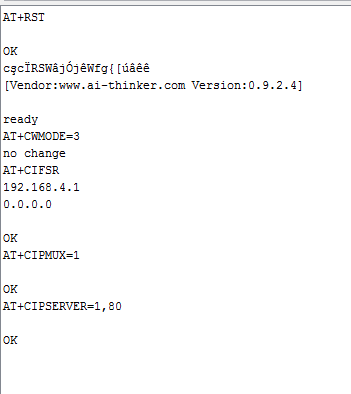 AT+RST
OK
cşcÏRSWâjÓjêWfg{[úâêê
[Vendor:www.ai-thinker.com Version:0.9.2.4]
ready
AT+CWMODE=3
no change
AT+CIFSR
192.168.4.1
0.0.0.0
OK
AT+CIPMUX=1
OK
AT+CIPSERVER=1,80
OK